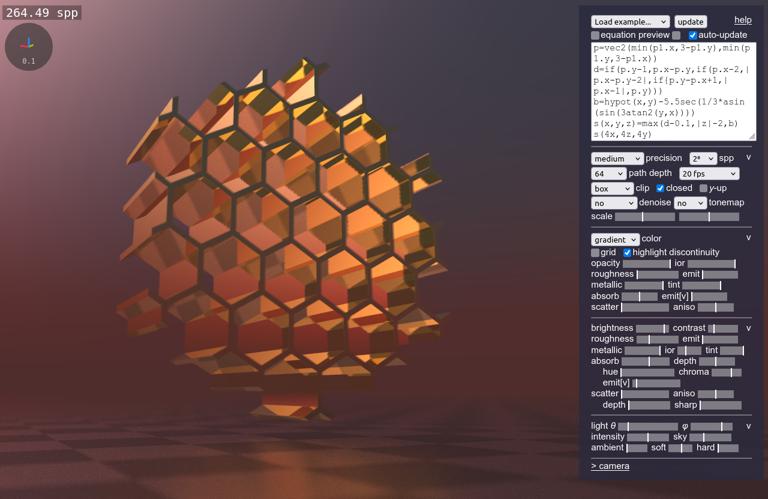 264.49 spp
0.1
Load example...
update
help
equation preview
auto-update
p=vec2(min(p1.x,3-p1.y),min(p
1.y,3-p1.x))
d=if(p.y-1,p.x-p.y,if(p.x-2,|
p.x-p.y-2|,if(p.y-p.x+1,|
p.x-1|,p.y)))
b=hypot(x,y)-5.5sec(1/3*asin
(sin(3atan2(y,x))))
s(x,y,z)=max(d-0.1,|z|-2,b)
s(4x,4z,4y)
medium precision 2° spp v
64 path depth 20 fps
box clip closed y-up
no denoise no tonemap
scale
gradient color v
grid highlight discontinuity
opacity ior
roughness emit
metallic tint
absorb emit[v]
scatter aniso
brightness contrast v
roughness emit
metallic ior tint
absorb depth
hue chroma
emit[v]
scatter aniso
depth sharp
light θ φ v
intensity sky
ambient soft hard
> camera